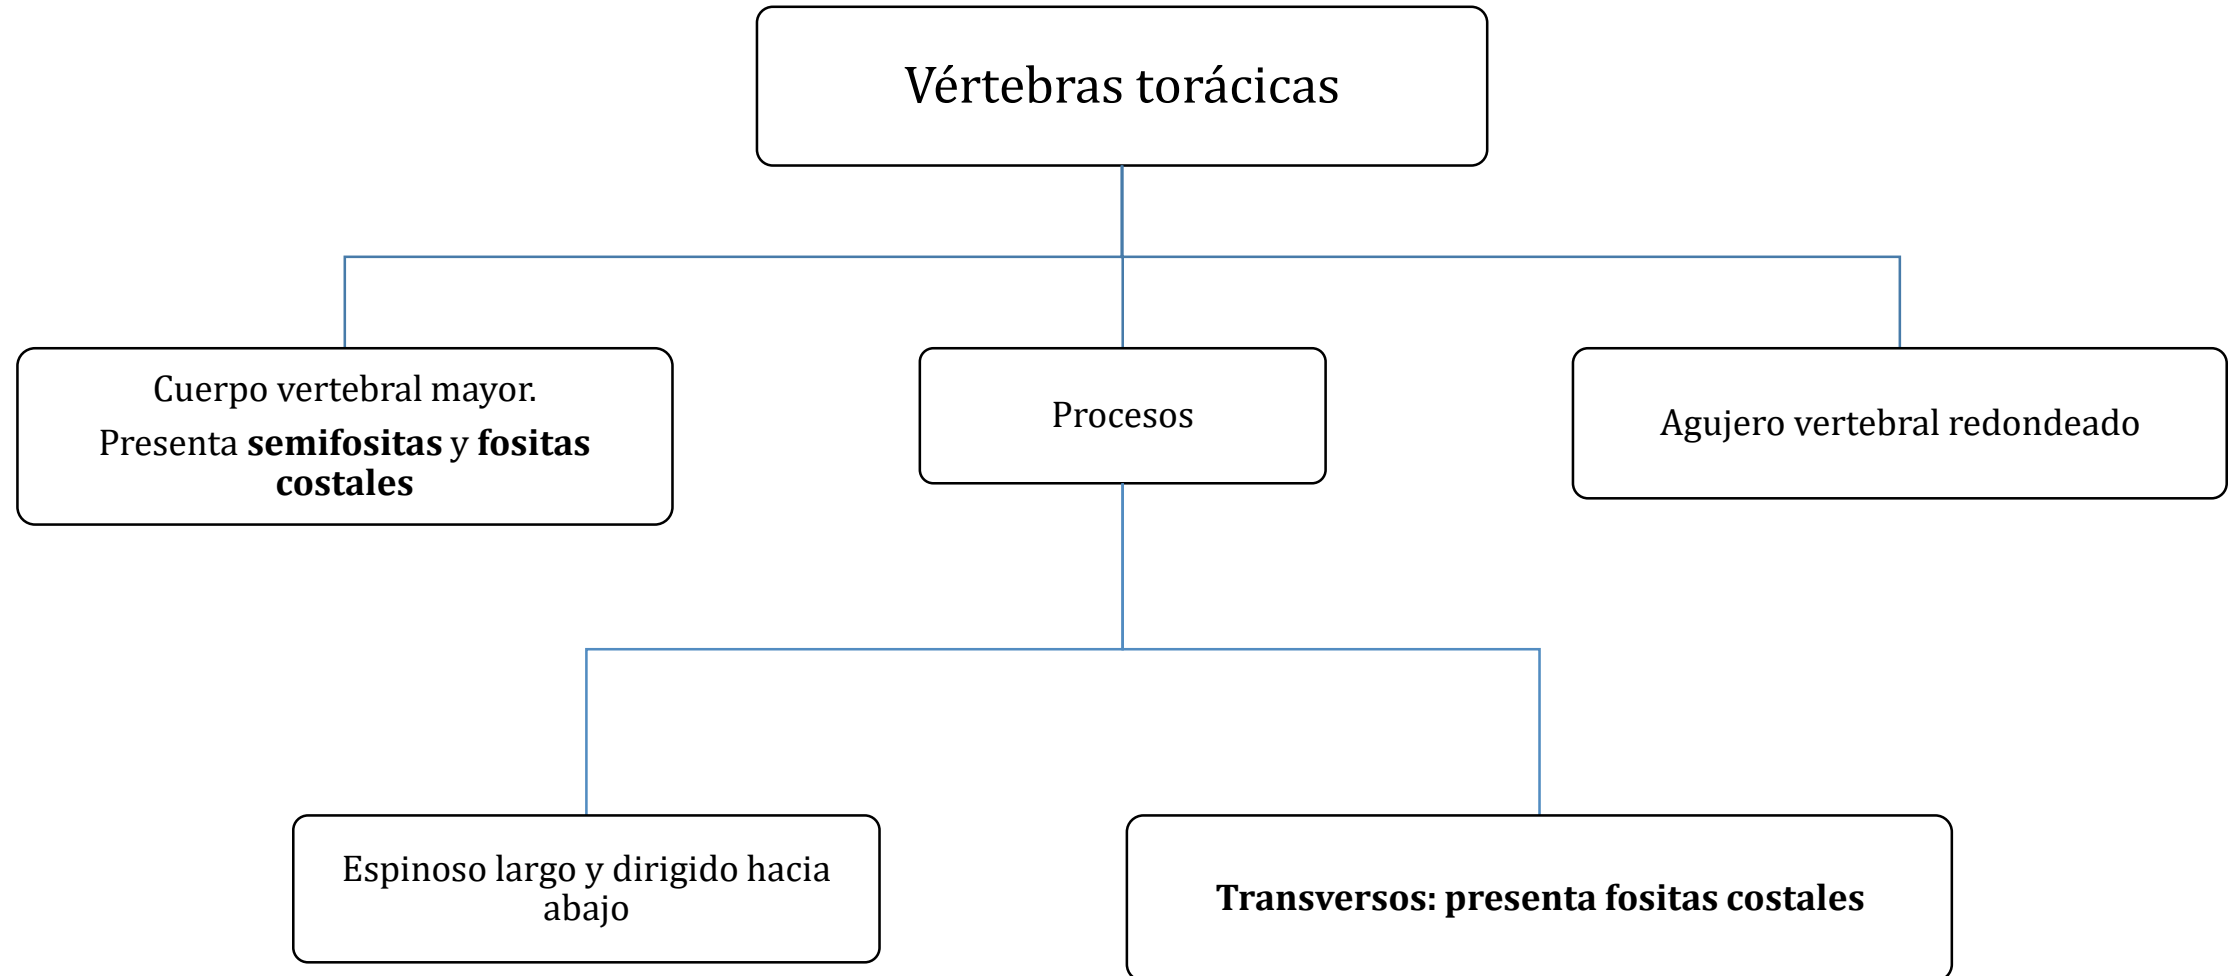 Vértebras torácicas
Cuerpo vertebral mayor.
Presenta semifositas y fositas
costales
Procesos
Agujero vertebral redondeado
Espinoso largo y dirigido hacia
abajo
Transversos: presenta fositas costales